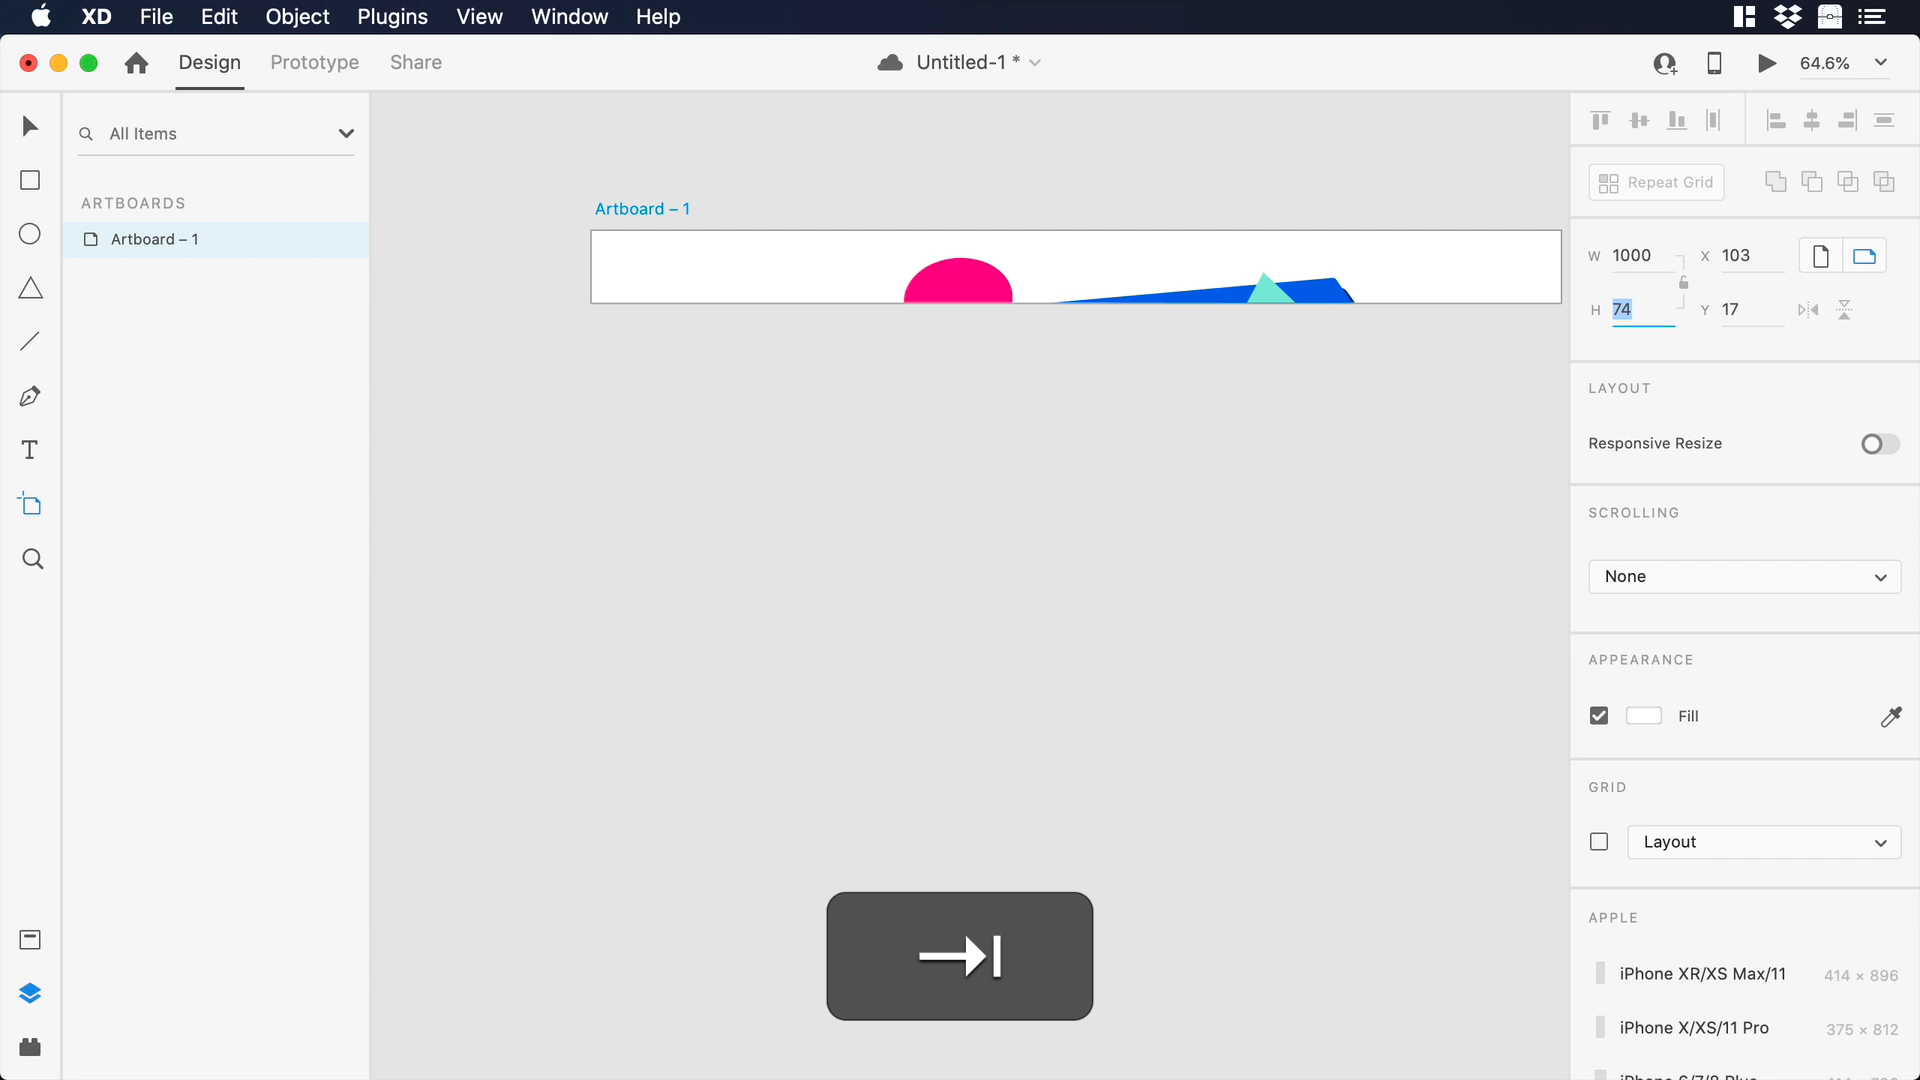 XD File Edit Object Plugins View Window Help
Design Prototype Share
Untitled-1 *
64.6%
All Items
ARTBOARDS
Artboard – 1
Artboard – 1
Repeat Grid
W 1000 X 103
H 74 Y 17
LAYOUT
Responsive Resize
SCROLLING
None
APPEARANCE
Fill
GRID
Layout
APPLE
iPhone XR/XS Max/11 414 × 896
iPhone X/XS/11 Pro 375 × 812